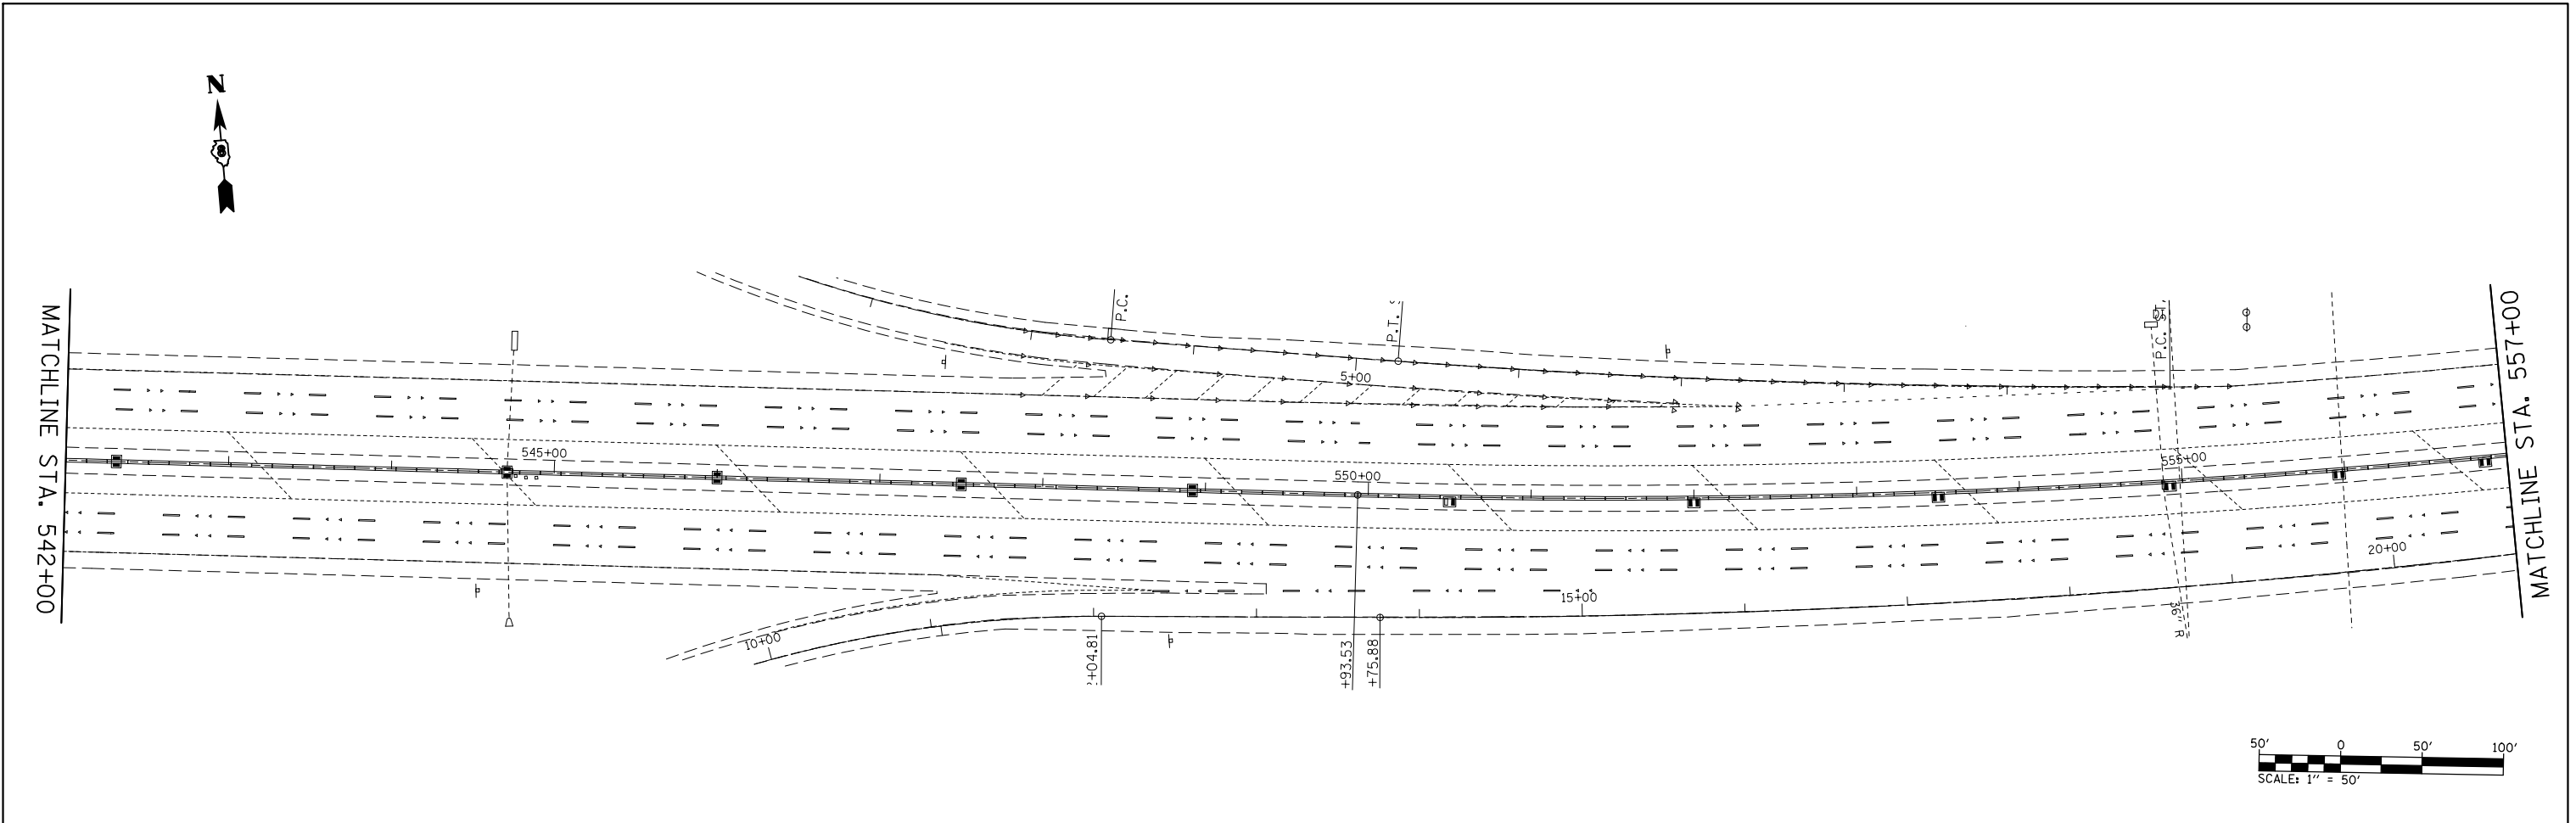 N
8
MATCHLINE STA. 542+00
MATCHLINE STA. 557+00
P.C.
P.T.
P.C.
5+00
545+00
550+00
555+00
10+00
15+00
20+00
+04.81
+93.53
+75.88
36" R
50' 0 50' 100'
SCALE: 1" = 50'